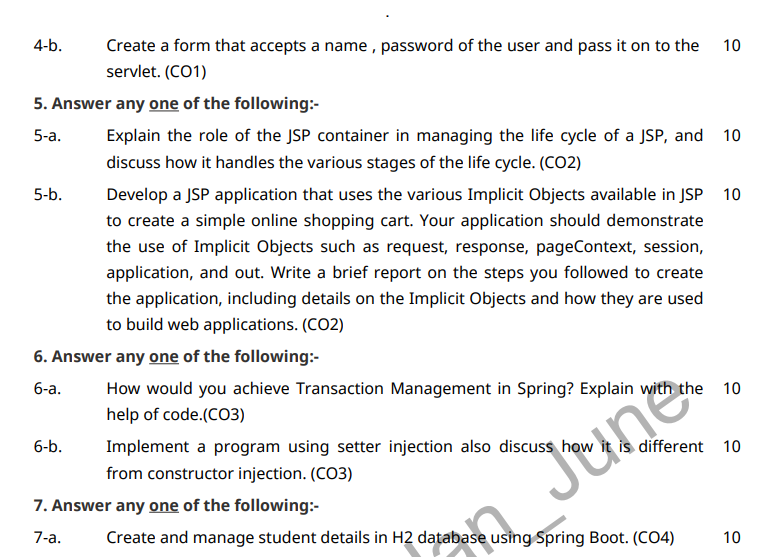 4-b. Create a form that accepts a name , password of the user and pass it on to the 10
servlet. (CO1)
5. Answer any one of the following:-
5-a. Explain the role of the JSP container in managing the life cycle of a JSP, and 10
discuss how it handles the various stages of the life cycle. (CO2)
5-b. Develop a JSP application that uses the various Implicit Objects available in JSP 10
to create a simple online shopping cart. Your application should demonstrate
the use of Implicit Objects such as request, response, pageContext, session,
application, and out. Write a brief report on the steps you followed to create
the application, including details on the Implicit Objects and how they are used
to build web applications. (CO2)
6. Answer any one of the following:-
6-a. How would you achieve Transaction Management in Spring? Explain with the 10
help of code.(CO3)
6-b. Implement a program using setter injection also discuss how it is different 10
from constructor injection. (CO3)
7. Answer any one of the following:-
7-a. Create and manage student details in H2 database using Spring Boot. (CO4) 10